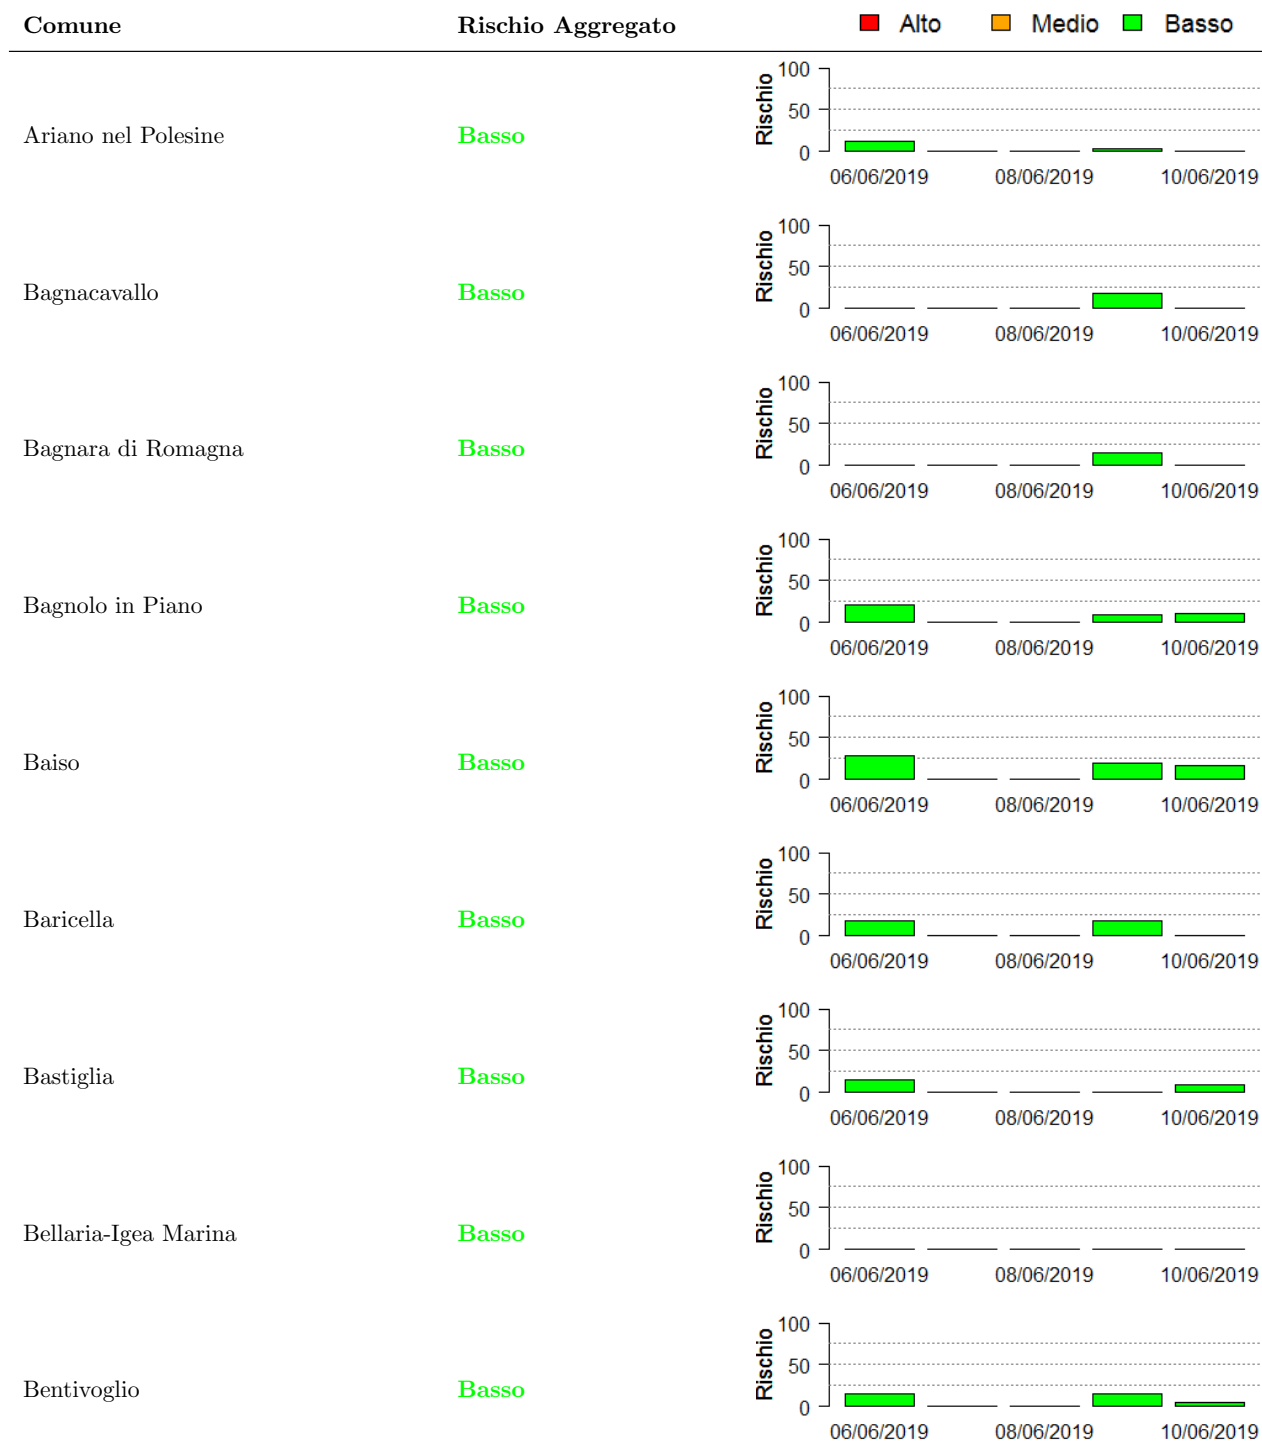 Comune Rischio Aggregato Alto Medio Basso
Ariano nel Polesine Basso Rischio 100 50 0
06/06/2019 08/06/2019 10/06/2019
Bagnacavallo Basso Rischio 100 50 0
06/06/2019 08/06/2019 10/06/2019
Bagnara di Romagna Basso Rischio 100 50 0
06/06/2019 08/06/2019 10/06/2019
Bagnolo in Piano Basso Rischio 100 50 0
06/06/2019 08/06/2019 10/06/2019
Baiso Basso Rischio 100 50 0
06/06/2019 08/06/2019 10/06/2019
Baricella Basso Rischio 100 50 0
06/06/2019 08/06/2019 10/06/2019
Bastiglia Basso Rischio 100 50 0
06/06/2019 08/06/2019 10/06/2019
Bellaria-Igea Marina Basso Rischio 100 50 0
06/06/2019 08/06/2019 10/06/2019
Bentivoglio Basso Rischio 100 50 0
06/06/2019 08/06/2019 10/06/2019